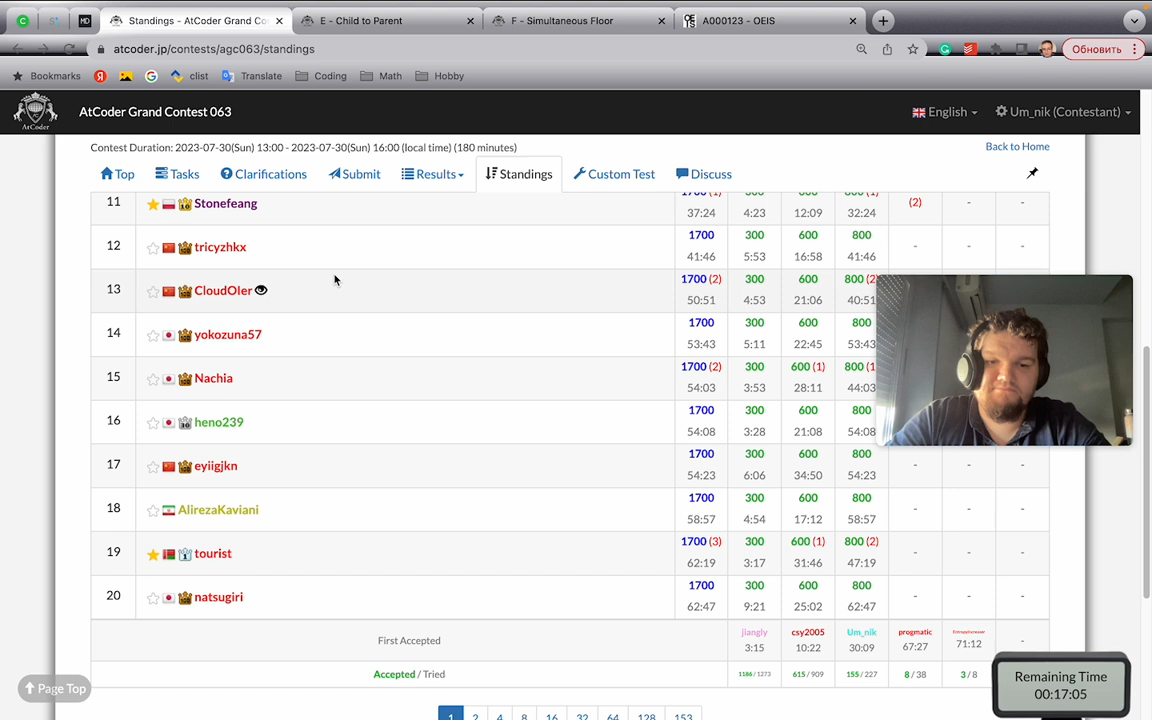 Standings - AtCoder Grand Co
E - Child to Parent
F - Simultaneous Floor
A000123 - OEIS
atcoder.jp/contests/agc063/standings
Обновить
Bookmarks
clist
Translate
Coding
Math
Hobby
AtCoder Grand Contest 063
English
Um_nik (Contestant)
Contest Duration: 2023-07-30(Sun) 13:00 - 2023-07-30(Sun) 16:00 (local time) (180 minutes)
Back to Home
Top
Tasks
Clarifications
Submit
Results
Standings
Custom Test
Discuss
11 Stonefeang 1700 (1) 300 600 800 (1) (2) - -
37:24 4:23 12:09 32:24
12 tricyzhkx 1700 300 600 800 - - -
41:46 5:53 16:58 41:46
13 CloudOIer 1700 (2) 300 600 800 (2)
50:51 4:53 21:06 40:51
14 yokozuna57 1700 300 600 800
53:43 5:11 22:45 53:43
15 Nachia 1700 (2) 300 600 (1) 800 (1
54:03 3:53 28:11 44:03
16 heno239 1700 300 600 800
54:08 3:28 21:08 54:08
17 eyiigjkn 1700 300 600 800 - - -
54:23 6:06 34:50 54:23
18 AlirezaKaviani 1700 300 600 800 - - -
58:57 4:54 17:12 58:57
19 tourist 1700 (3) 300 600 (1) 800 (2) - - -
62:19 3:17 31:46 47:19
20 natsugiri 1700 300 600 800 - - -
62:47 9:21 25:02 62:47
First Accepted jiangly csy2005 Um_nik progmatic -
3:15 10:22 30:09 67:27 71:12
Accepted / Tried 1186 / 1273 615 / 909 155 / 227 8 / 38 3 / 8
Page Top
1 2 4 8 16 32 64 128 153
Remaining Time
00:17:05